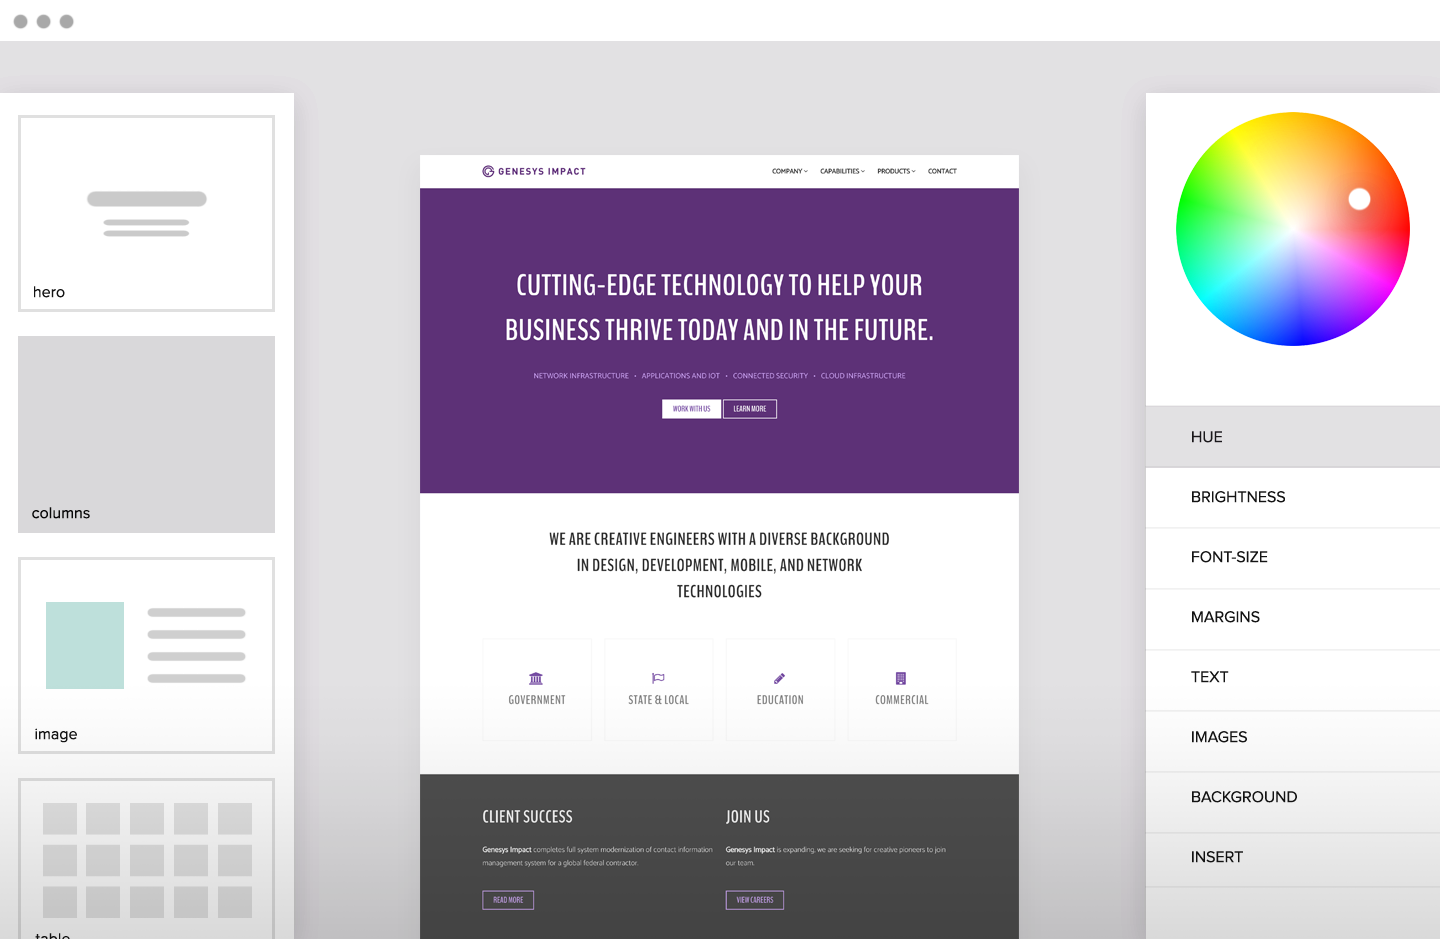 hero
columns
image
table
GENESYS IMPACT
COMPANY CAPABILITIES PRODUCTS CONTACT
CUTTING-EDGE TECHNOLOGY TO HELP YOUR
BUSINESS THRIVE TODAY AND IN THE FUTURE.
NETWORK INFRASTRUCTURE • APPLICATIONS AND IOT • CONNECTED SECURITY • CLOUD INFRASTRUCTURE
WORK WITH US LEARN MORE
WE ARE CREATIVE ENGINEERS WITH A DIVERSE BACKGROUND
IN DESIGN, DEVELOPMENT, MOBILE, AND NETWORK
TECHNOLOGIES
GOVERNMENT STATE & LOCAL EDUCATION COMMERCIAL
CLIENT SUCCESS
Genesys Impact completes full system modernization of contact information
management system for a global federal contractor.
READ MORE
JOIN US
Genesys Impact is expanding, we are seeking for creative pioneers to join
our team.
VIEW CAREERS
HUE
BRIGHTNESS
FONT-SIZE
MARGINS
TEXT
IMAGES
BACKGROUND
INSERT